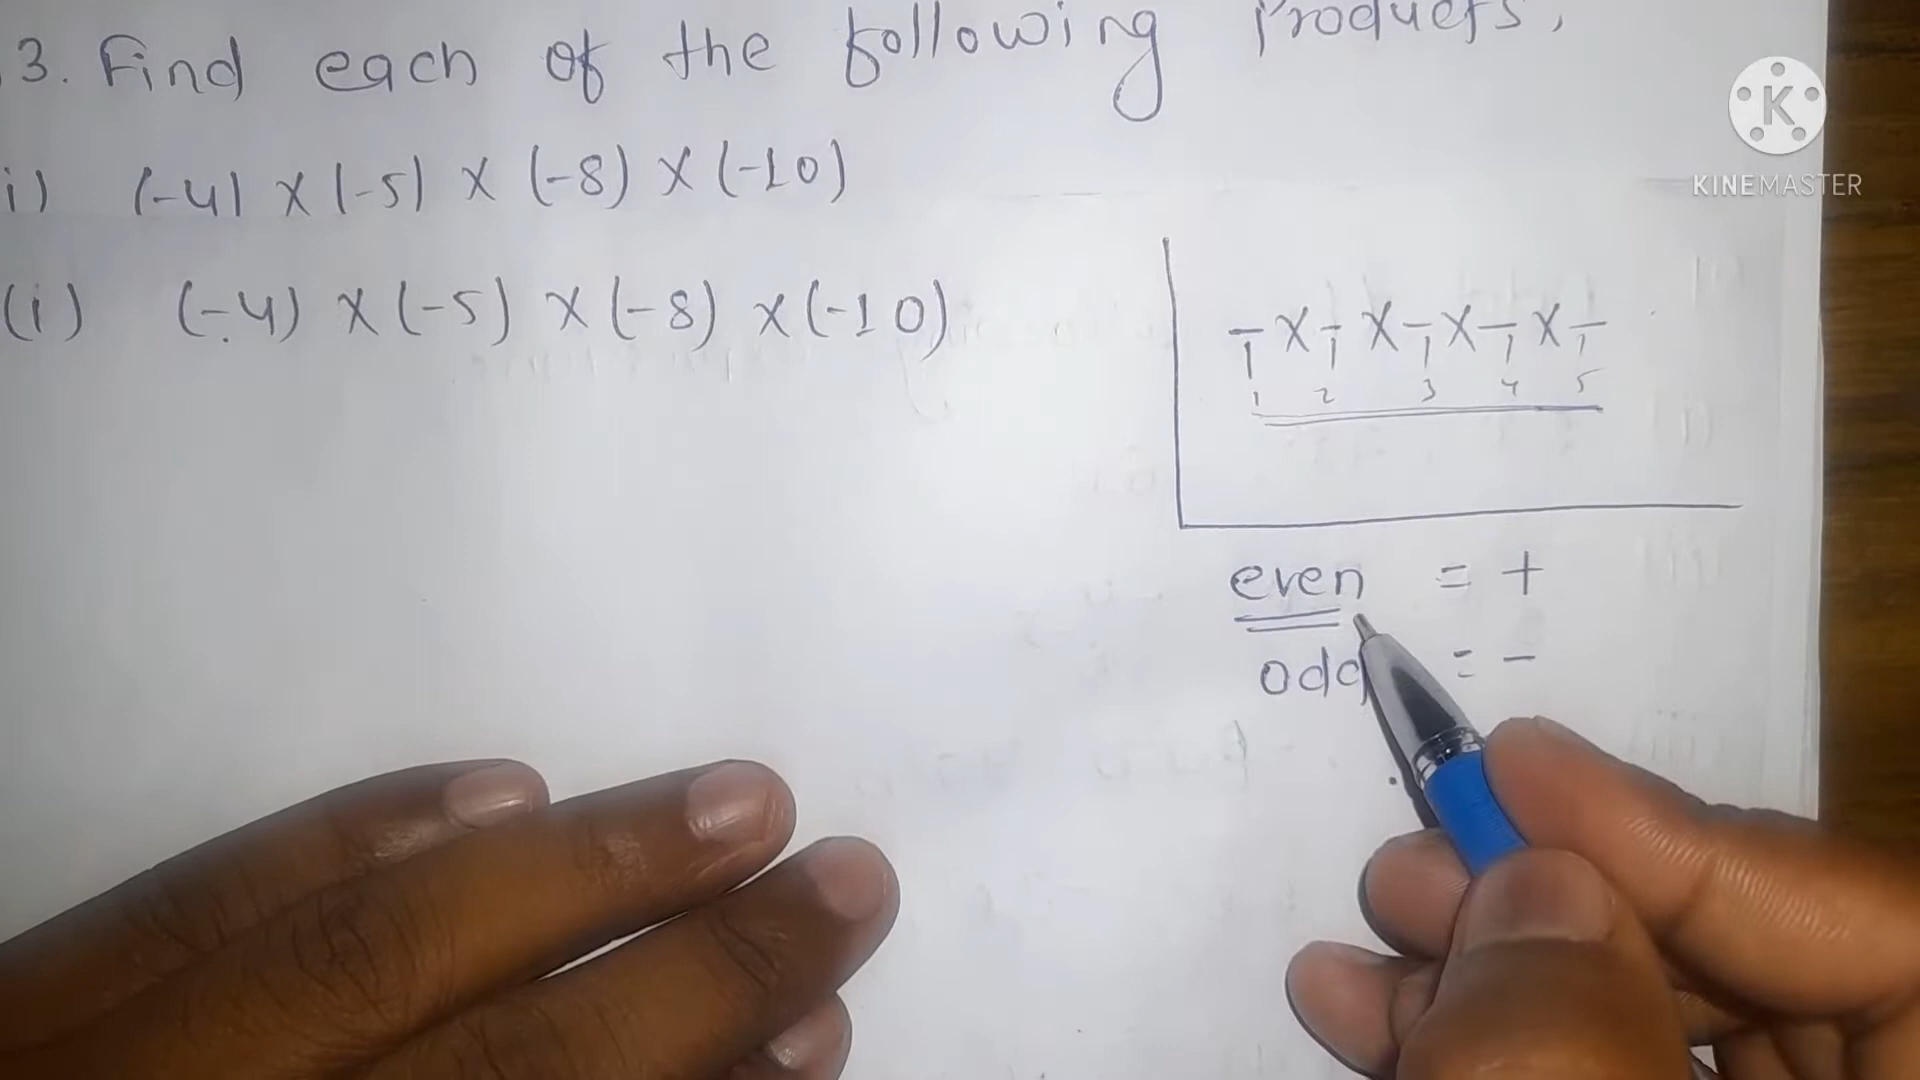 3. Find each of the following Products,
i) (-4) × (-5) × (-8) × (-10)
(i) (-4) × (-5) × (-8) × (-10)
- × - × - × - × -
1 2 3 4 5
even = +
odd = -
K
KINEMASTER